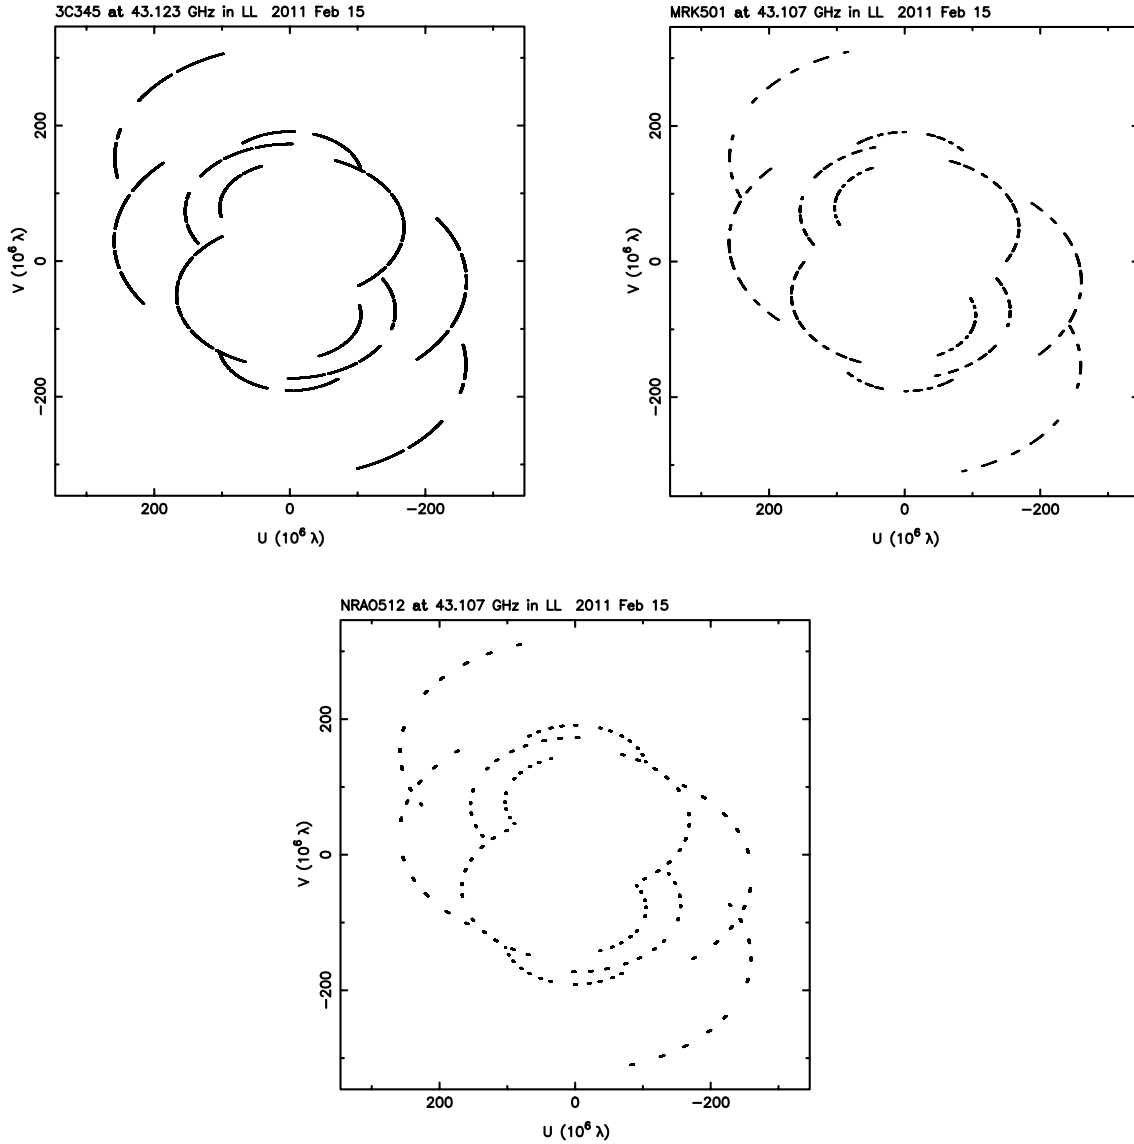 3C345 at 43.123 GHz in LL  2011 Feb 15
200
0
-200
V (10⁶ λ)
200
0
-200
U (10⁶ λ)
MRK501 at 43.107 GHz in LL  2011 Feb 15
200
0
-200
V (10⁶ λ)
200
0
-200
U (10⁶ λ)
NRAO512 at 43.107 GHz in LL  2011 Feb 15
200
0
-200
V (10⁶ λ)
200
0
-200
U (10⁶ λ)